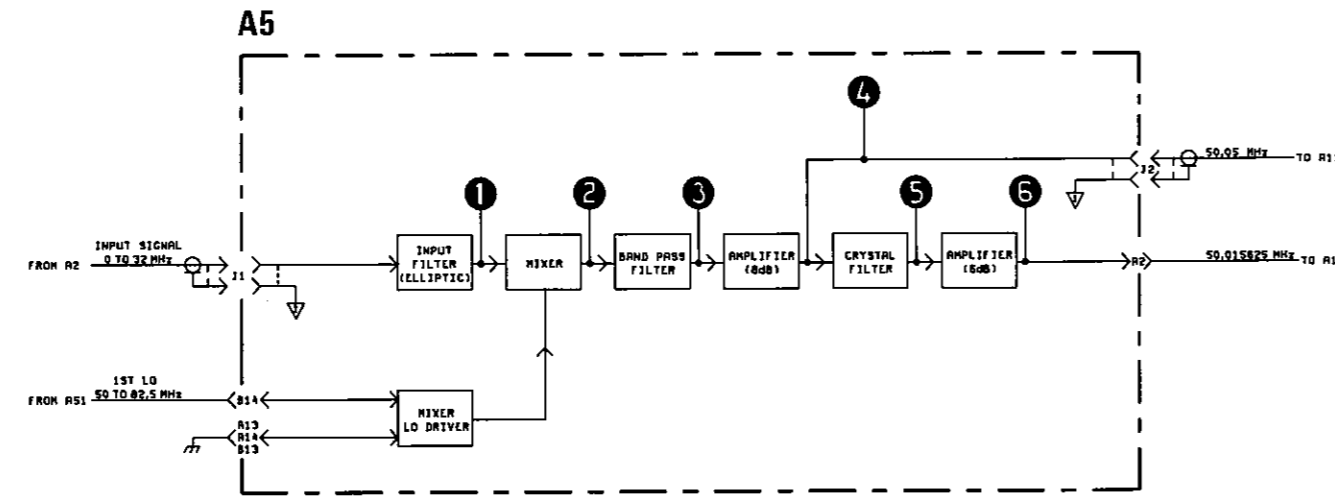 A5
4
50.05 MHz
TO A1
J2
1
2
3
5
6
INPUT SIGNAL
0 TO 32 MHz
FROM A2
J1
INPUT
FILTER
(ELLIPTIC)
MIXER
BAND PASS
FILTER
AMPLIFIER
(8dB)
CRYSTAL
FILTER
AMPLIFIER
(6dB)
A2
50.015625 MHz
TO A1
1ST LO
50 TO 82.5 MHz
FROM A51
B14
A13
A14
B13
MIXER
LO DRIVER